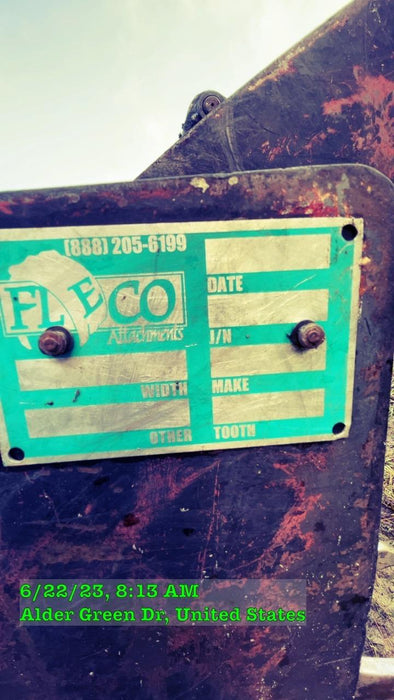 (888) 205-6199
FLECO
Attachments
DATE
J/N
WIDTH
MAKE
OTHER
TOOTH
6/22/23, 8:13 AM
Alder Green Dr, United States